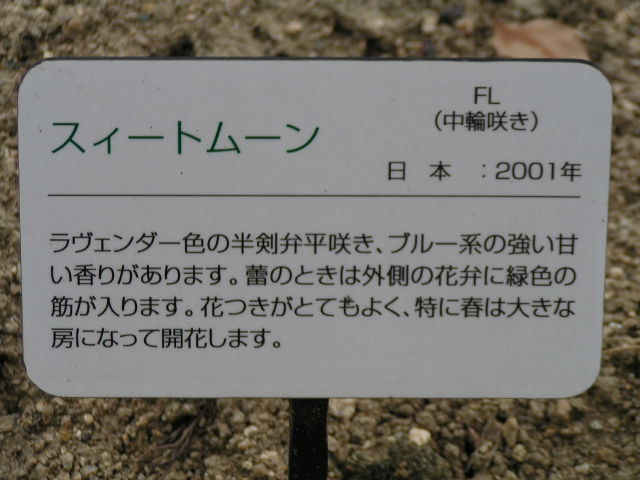 スィートムーン
FL
(中輪咲き)
日 本 : 2001年
ラヴェンダー色の半剣弁平咲き、ブルー系の強い甘
い香りがあります。蕾のときは外側の花弁に緑色の
筋が入ります。花つきがとてもよく、特に春は大きな
房になって開花します。